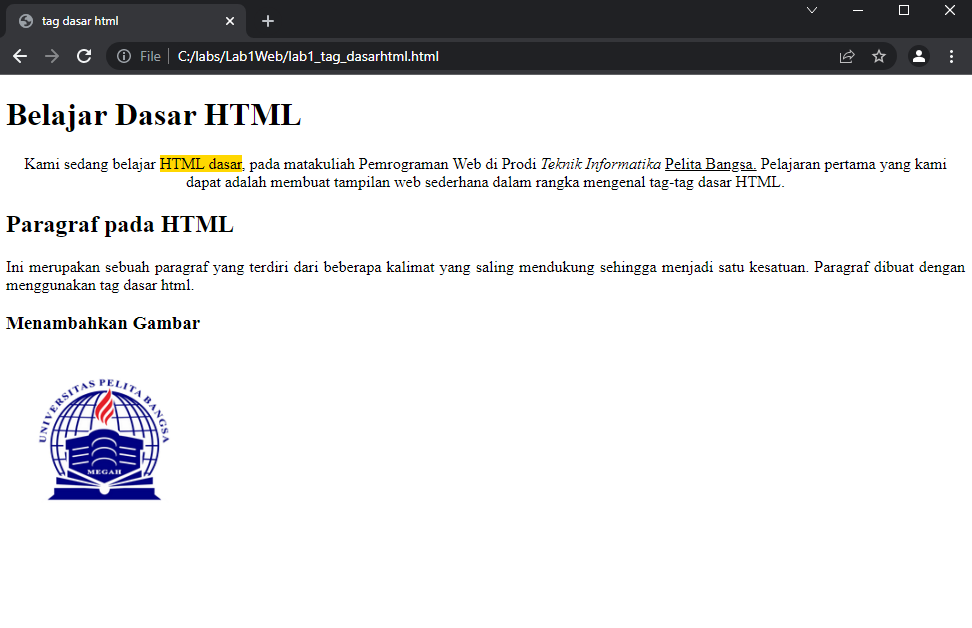 tag dasar html
File
C:/labs/Lab1Web/lab1_tag_dasarhtml.html
Belajar Dasar HTML
Kami sedang belajar HTML dasar, pada matakuliah Pemrograman Web di Prodi Teknik Informatika Pelita Bangsa. Pelajaran pertama yang kami
dapat adalah membuat tampilan web sederhana dalam rangka mengenal tag-tag dasar HTML.
Paragraf pada HTML
Ini merupakan sebuah paragraf yang terdiri dari beberapa kalimat yang saling mendukung sehingga menjadi satu kesatuan. Paragraf dibuat dengan
menggunakan tag dasar html.
Menambahkan Gambar
UNIVERSITAS PELITA BANGSA
MEGAH